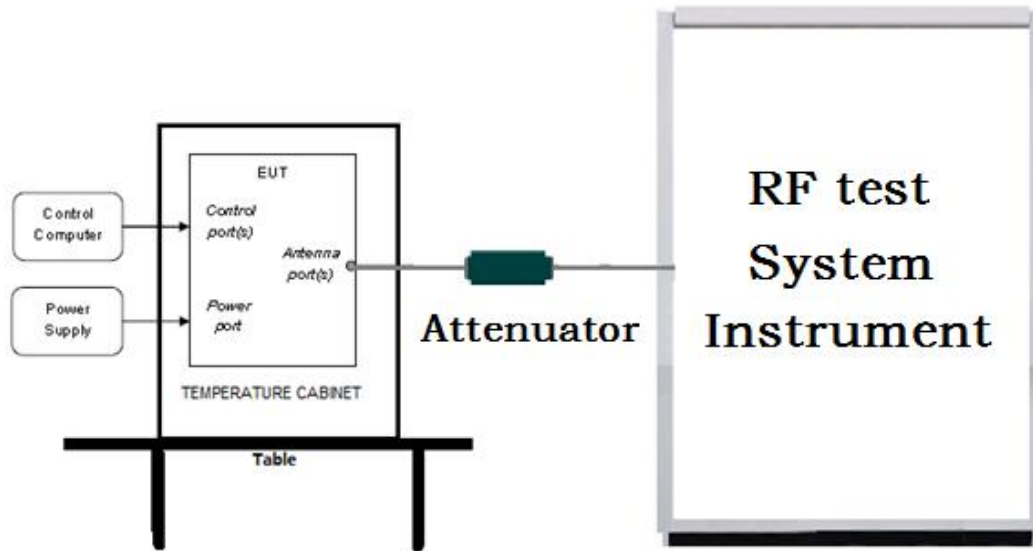 EUT
Control
Computer
Control
port(s)
Antenna
port(s)
Power
Supply
Power
port
TEMPERATURE CABINET
Table
Attenuator
RF test
System
Instrument